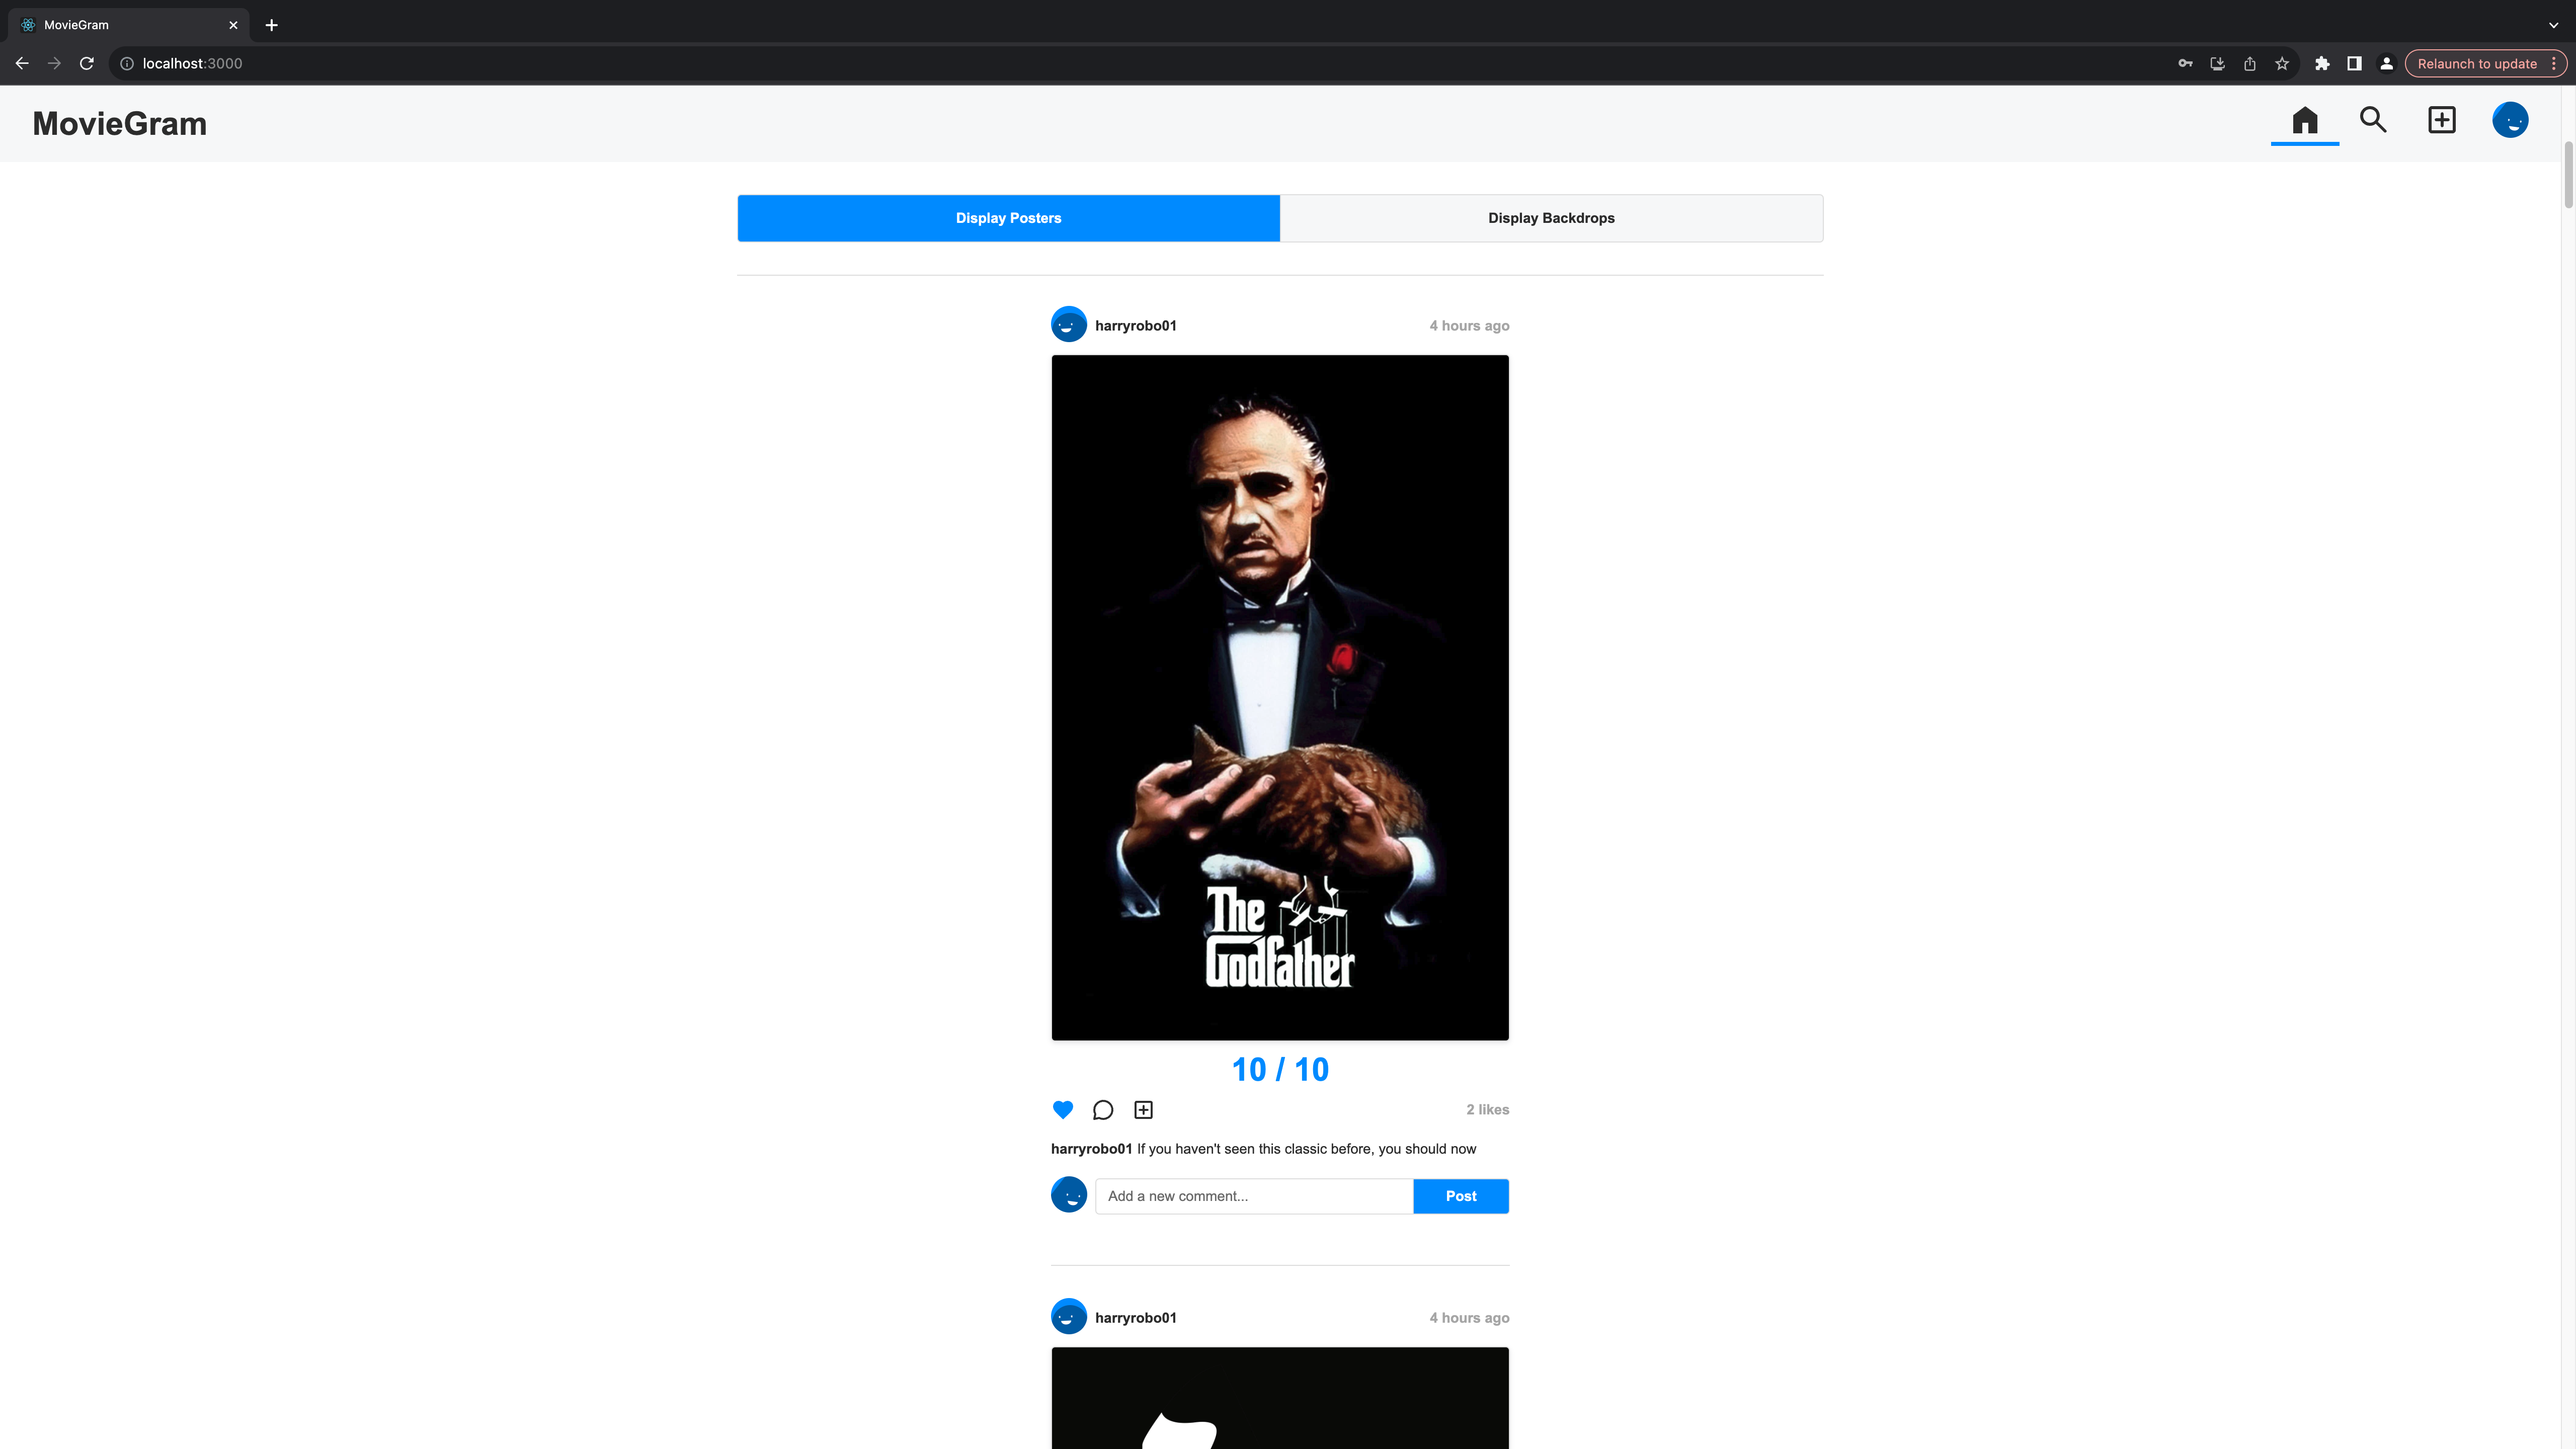 MovieGram
localhost:3000
Relaunch to update
MovieGram
Display Posters
Display Backdrops
harryrobo01
4 hours ago
The
Godfather
10 / 10
2 likes
harryrobo01 If you haven't seen this classic before, you should now
Add a new comment...
Post
harryrobo01
4 hours ago